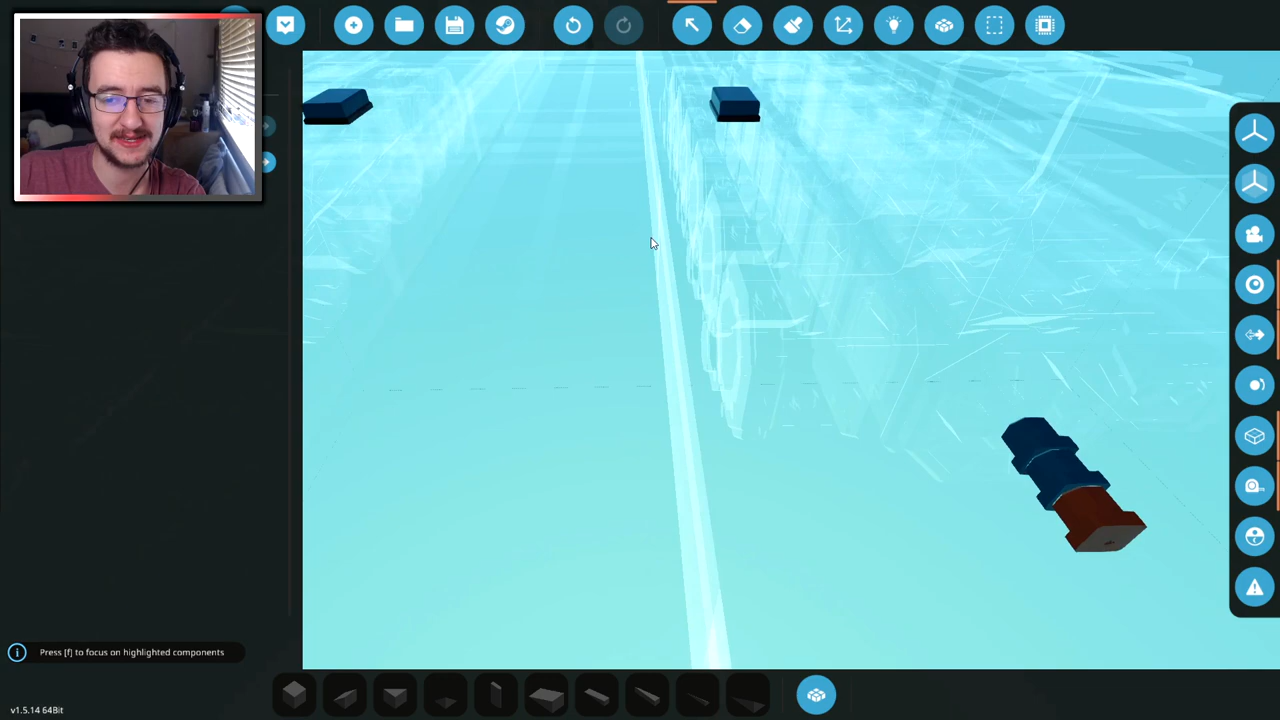 Press [f] to focus on highlighted components
v1.5.14 64Bit